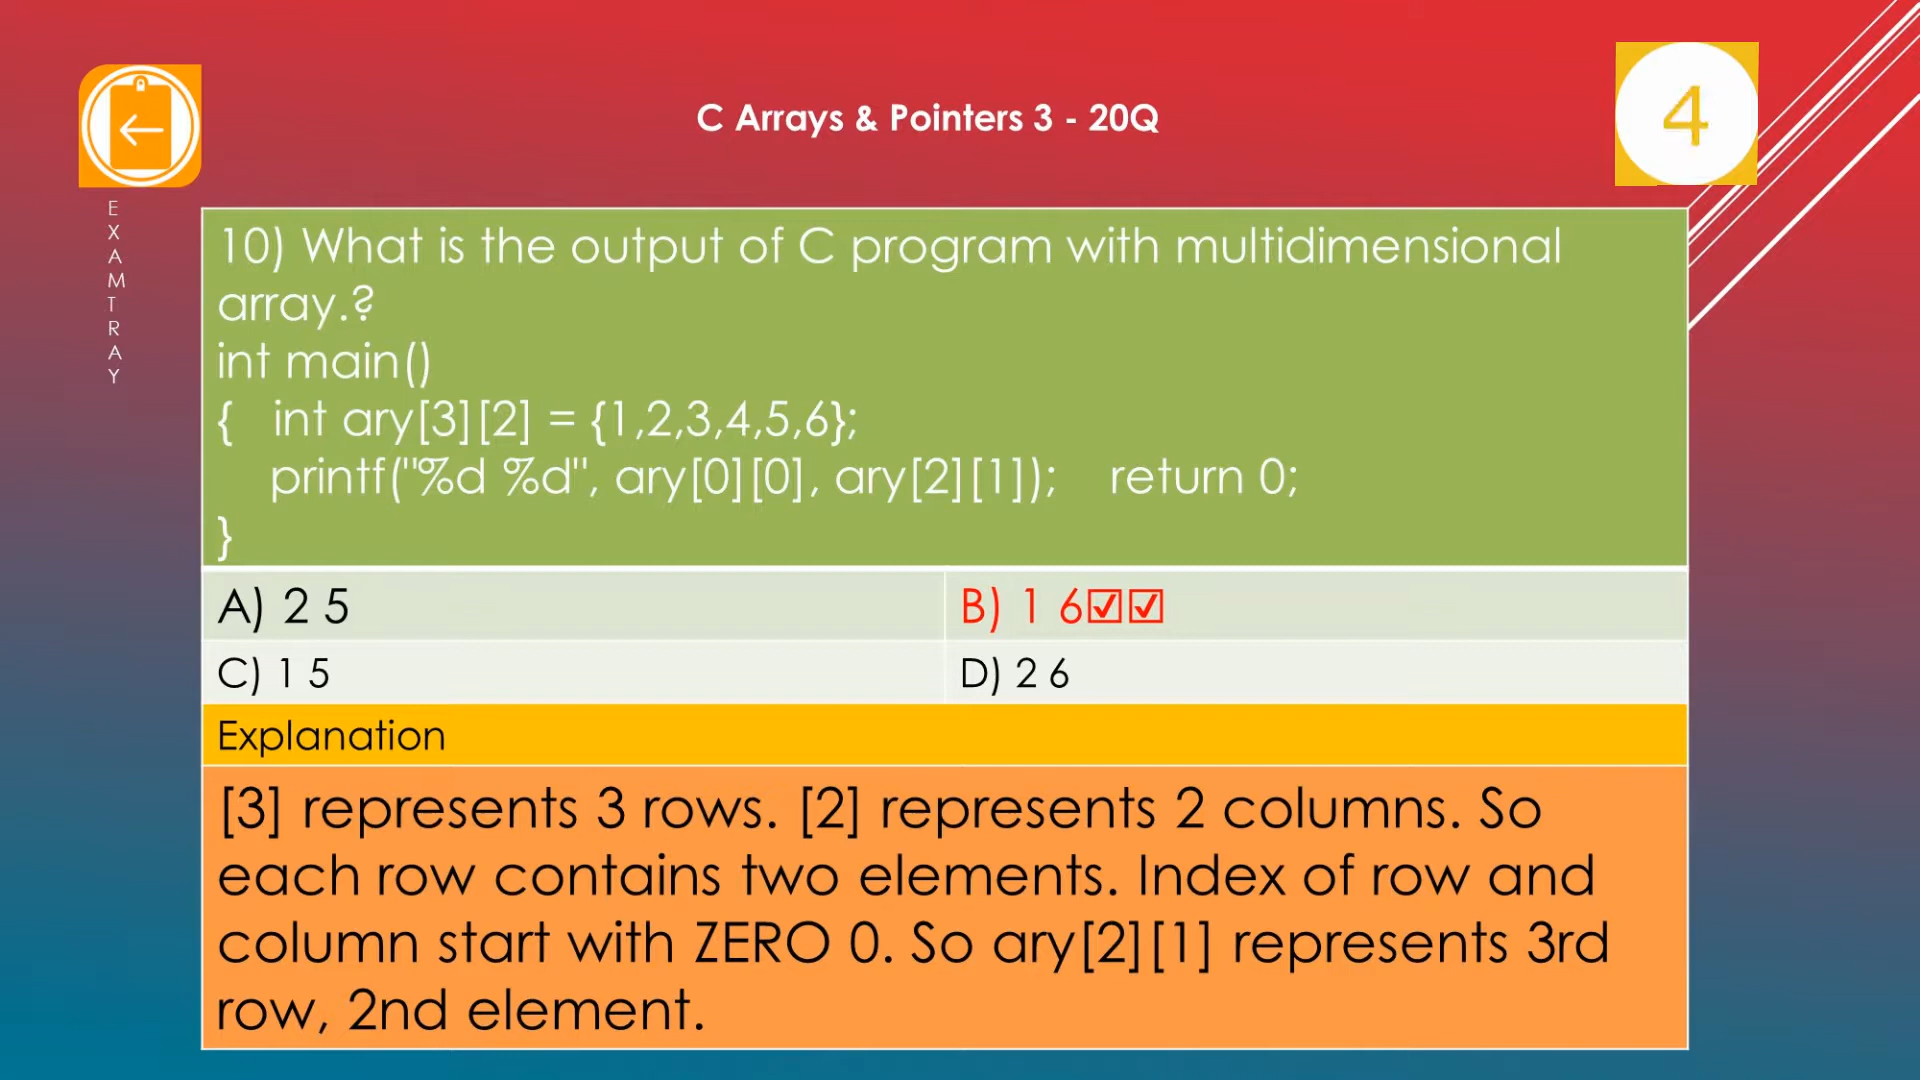 C Arrays & Pointers 3 - 20Q
4
E
X
A
M
T
R
A
Y
10) What is the output of C program with multidimensional
array.?
int main()
{ int ary[3][2] = {1,2,3,4,5,6};
printf("%d %d", ary[0][0], ary[2][1]); return 0;
}
A) 2 5
B) 1 6☑☑
C) 1 5
D) 2 6
Explanation
[3] represents 3 rows. [2] represents 2 columns. So
each row contains two elements. Index of row and
column start with ZERO 0. So ary[2][1] represents 3rd
row, 2nd element.